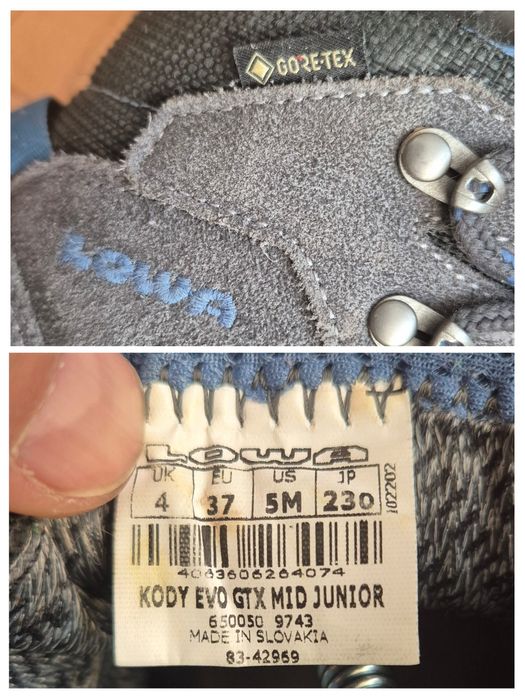 GORE-TEX
LOWA
LOWA
UK EU US JP
4 37 5M 230
102202
4063606264074
KODY EVO GTX MID JUNIOR
650050 9743
MADE IN SLOVAKIA
83-42969